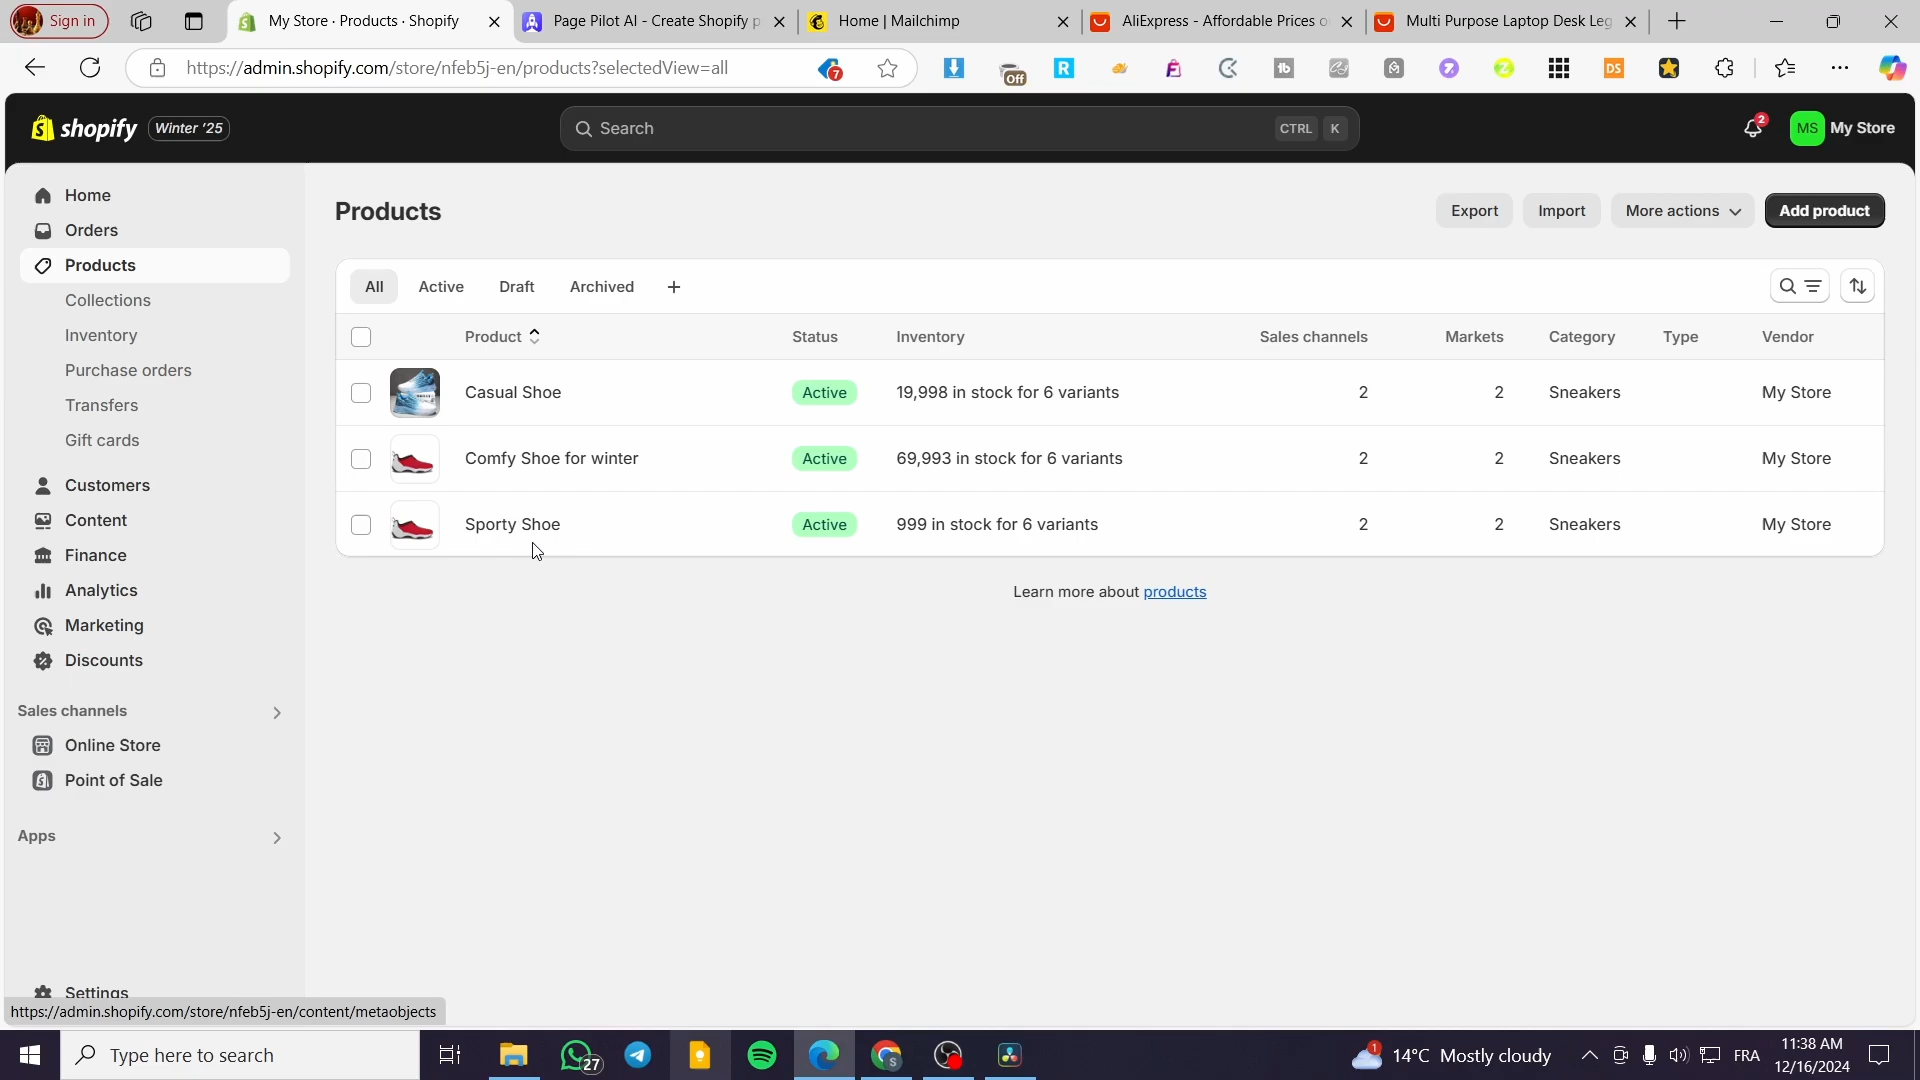 Sign in
My Store · Products · Shopify
Page Pilot AI - Create Shopify p
Home | Mailchimp
AliExpress - Affordable Prices o
Multi Purpose Laptop Desk Leg
https://admin.shopify.com/store/nfeb5j-en/products?selectedView=all
7
Off
R
tb
DS
shopify
Winter '25
Search
CTRL K
2
MS
My Store
Home
Orders
Products
Collections
Inventory
Purchase orders
Transfers
Gift cards
Customers
Content
Finance
Analytics
Marketing
Discounts
Sales channels
Online Store
Point of Sale
Apps
Settings
https://admin.shopify.com/store/nfeb5j-en/content/metaobjects
Products
Export
Import
More actions
Add product
All
Active
Draft
Archived
Product Status Inventory Sales channels Markets Category Type Vendor
Casual Shoe Active 19,998 in stock for 6 variants 2 2 Sneakers My Store
Comfy Shoe for winter Active 69,993 in stock for 6 variants 2 2 Sneakers My Store
Sporty Shoe Active 999 in stock for 6 variants 2 2 Sneakers My Store
Learn more about products
Type here to search
27
S
1
14°C Mostly cloudy
FRA
11:38 AM
12/16/2024